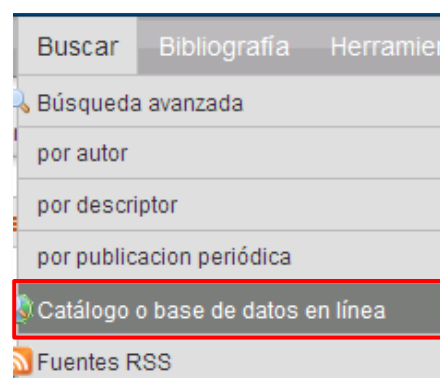 Buscar Bibliografía Herramien
Búsqueda avanzada
por autor
por descriptor
por publicacion periódica
Catálogo o base de datos en línea
Fuentes RSS